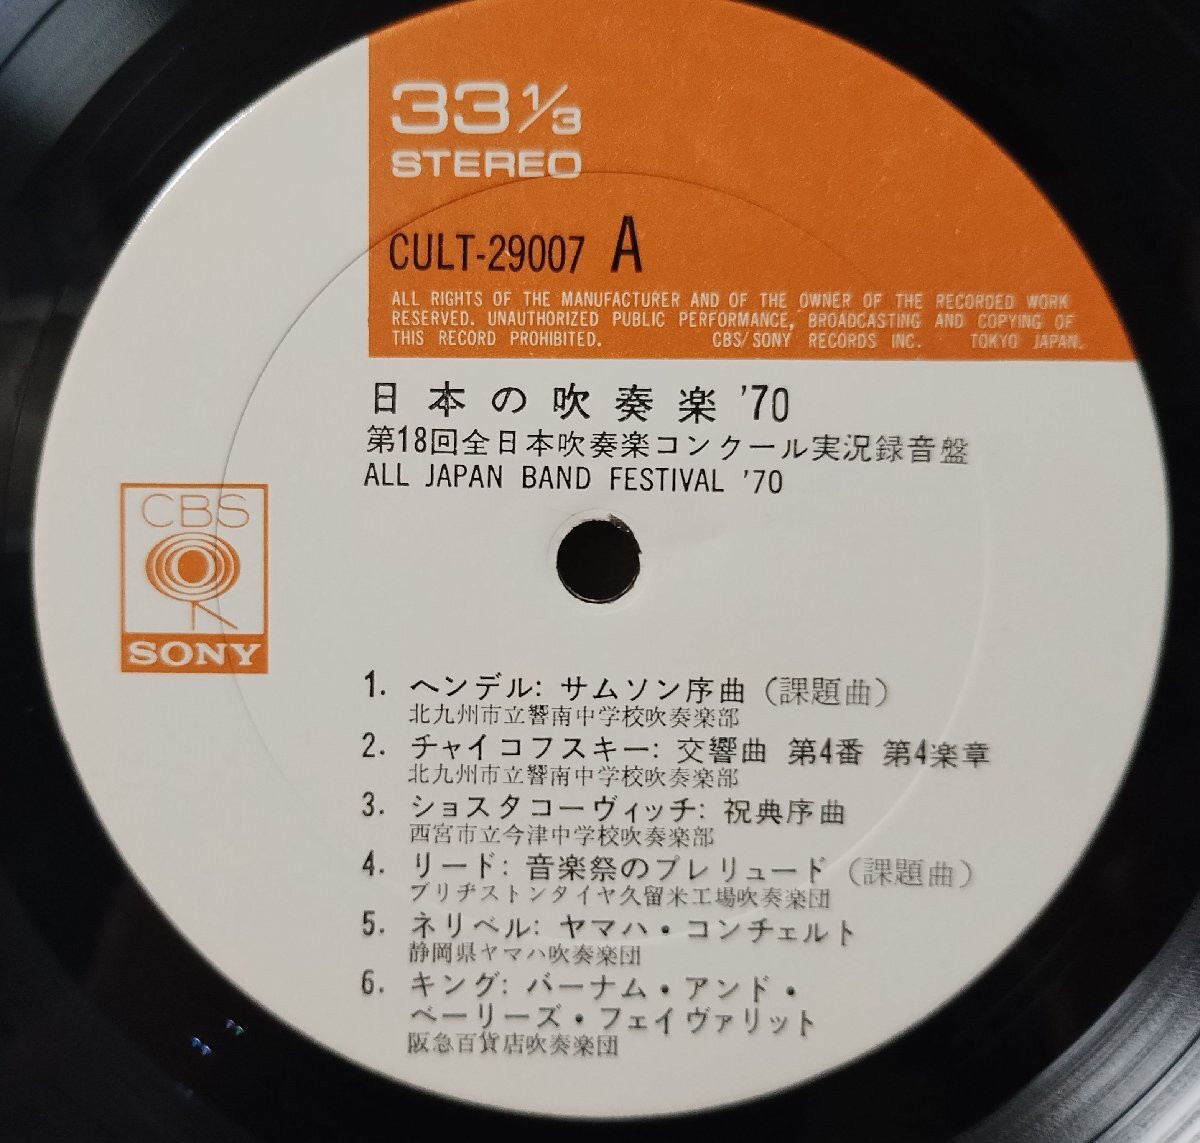 33 1/3
STEREO
CULT-29007 A
ALL RIGHTS OF THE MANUFACTURER AND OF THE OWNER OF THE RECORDED WORK
RESERVED. UNAUTHORIZED PUBLIC PERFORMANCE, BROADCASTING AND COPYING OF
THIS RECORD PROHIBITED. CBS/SONY RECORDS INC. TOKYO JAPAN.
日本の吹奏楽 '70
第18回全日本吹奏楽コンクール実況録音盤
ALL JAPAN BAND FESTIVAL '70
CBS
SONY
1. ヘンデル: サムソン序曲 (課題曲)
北九州市立響南中学校吹奏楽部
2. チャイコフスキー: 交響曲 第4番 第4楽章
北九州市立響南中学校吹奏楽部
3. ショスタコーヴィッチ: 祝典序曲
西宮市立今津中学校吹奏楽部
4. リード: 音楽祭のプレリュード (課題曲)
ブリヂストンタイヤ久留米工場吹奏楽団
5. ネリベル: ヤマハ・コンチェルト
静岡県ヤマハ吹奏楽団
6. キング: バーナム・アンド・
ベーリーズ・フェイヴァリット
阪急百貨店吹奏楽団